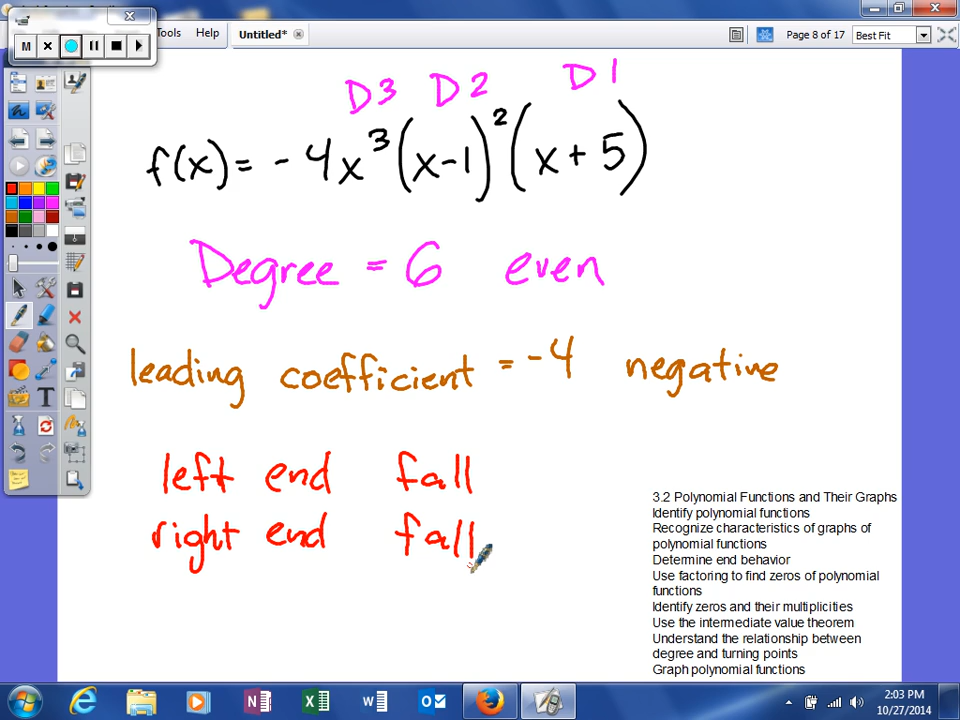 Tools Help Untitled* Page 8 of 17 Best Fit
M
D3 D2 D1
f(x) = -4x³(x-1)²(x+5)
Degree = 6 even
leading coefficient = -4 negative
left end fall
right end fall
3.2 Polynomial Functions and Their Graphs
Identify polynomial functions
Recognize characteristics of graphs of
polynomial functions
Determine end behavior
Use factoring to find zeros of polynomial
functions
Identify zeros and their multiplicities
Use the intermediate value theorem
Understand the relationship between
degree and turning points
Graph polynomial functions
2:03 PM
10/27/2014